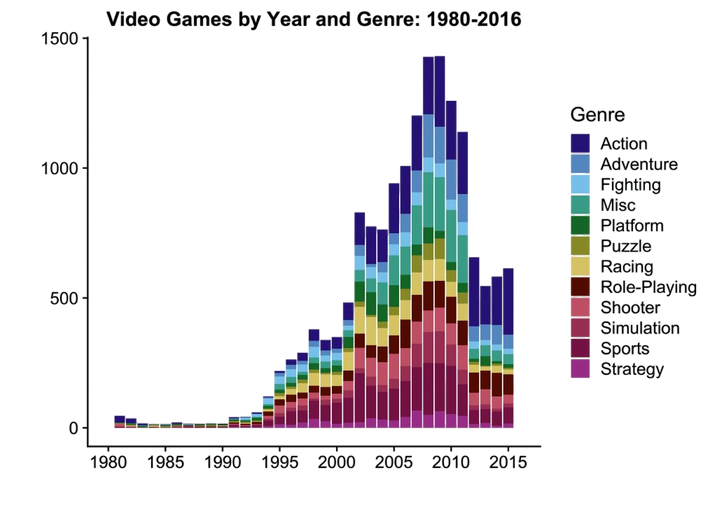 Video Games by Year and Genre: 1980-2016
1500
1000
500
0
1980 1985 1990 1995 2000 2005 2010 2015
Genre
Action
Adventure
Fighting
Misc
Platform
Puzzle
Racing
Role-Playing
Shooter
Simulation
Sports
Strategy